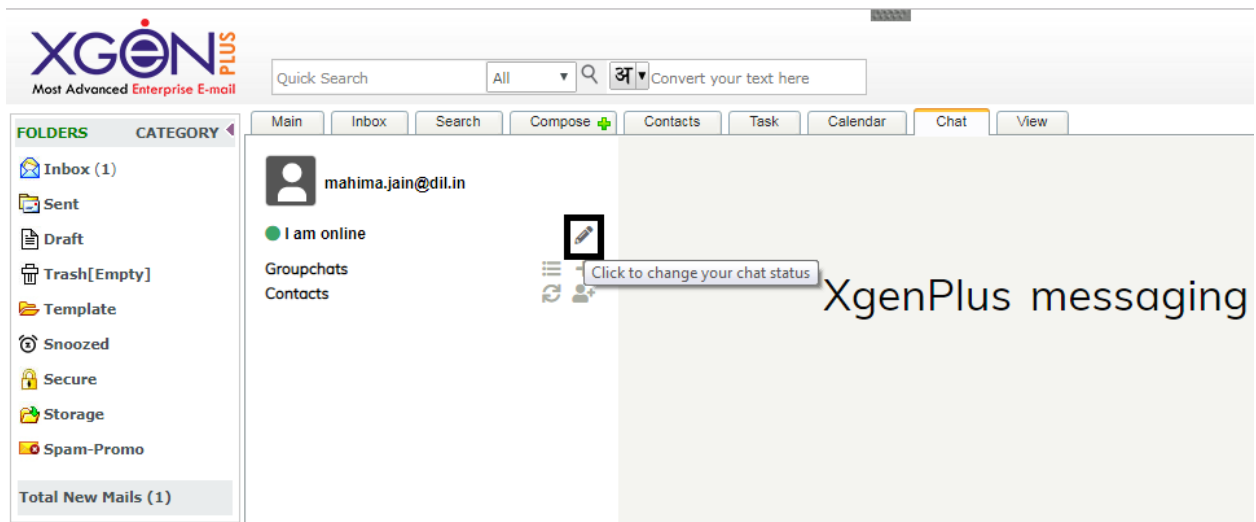 XGEN PLUS
Most Advanced Enterprise E-mail
Quick Search All अ Convert your text here
FOLDERS CATEGORY
Main Inbox Search Compose Contacts Task Calendar Chat View
Inbox (1)
Sent
Draft
Trash[Empty]
Template
Snoozed
Secure
Storage
Spam-Promo
Total New Mails (1)
mahima.jain@dil.in
I am online
Groupchats
Contacts
Click to change your chat status
XgenPlus messaging